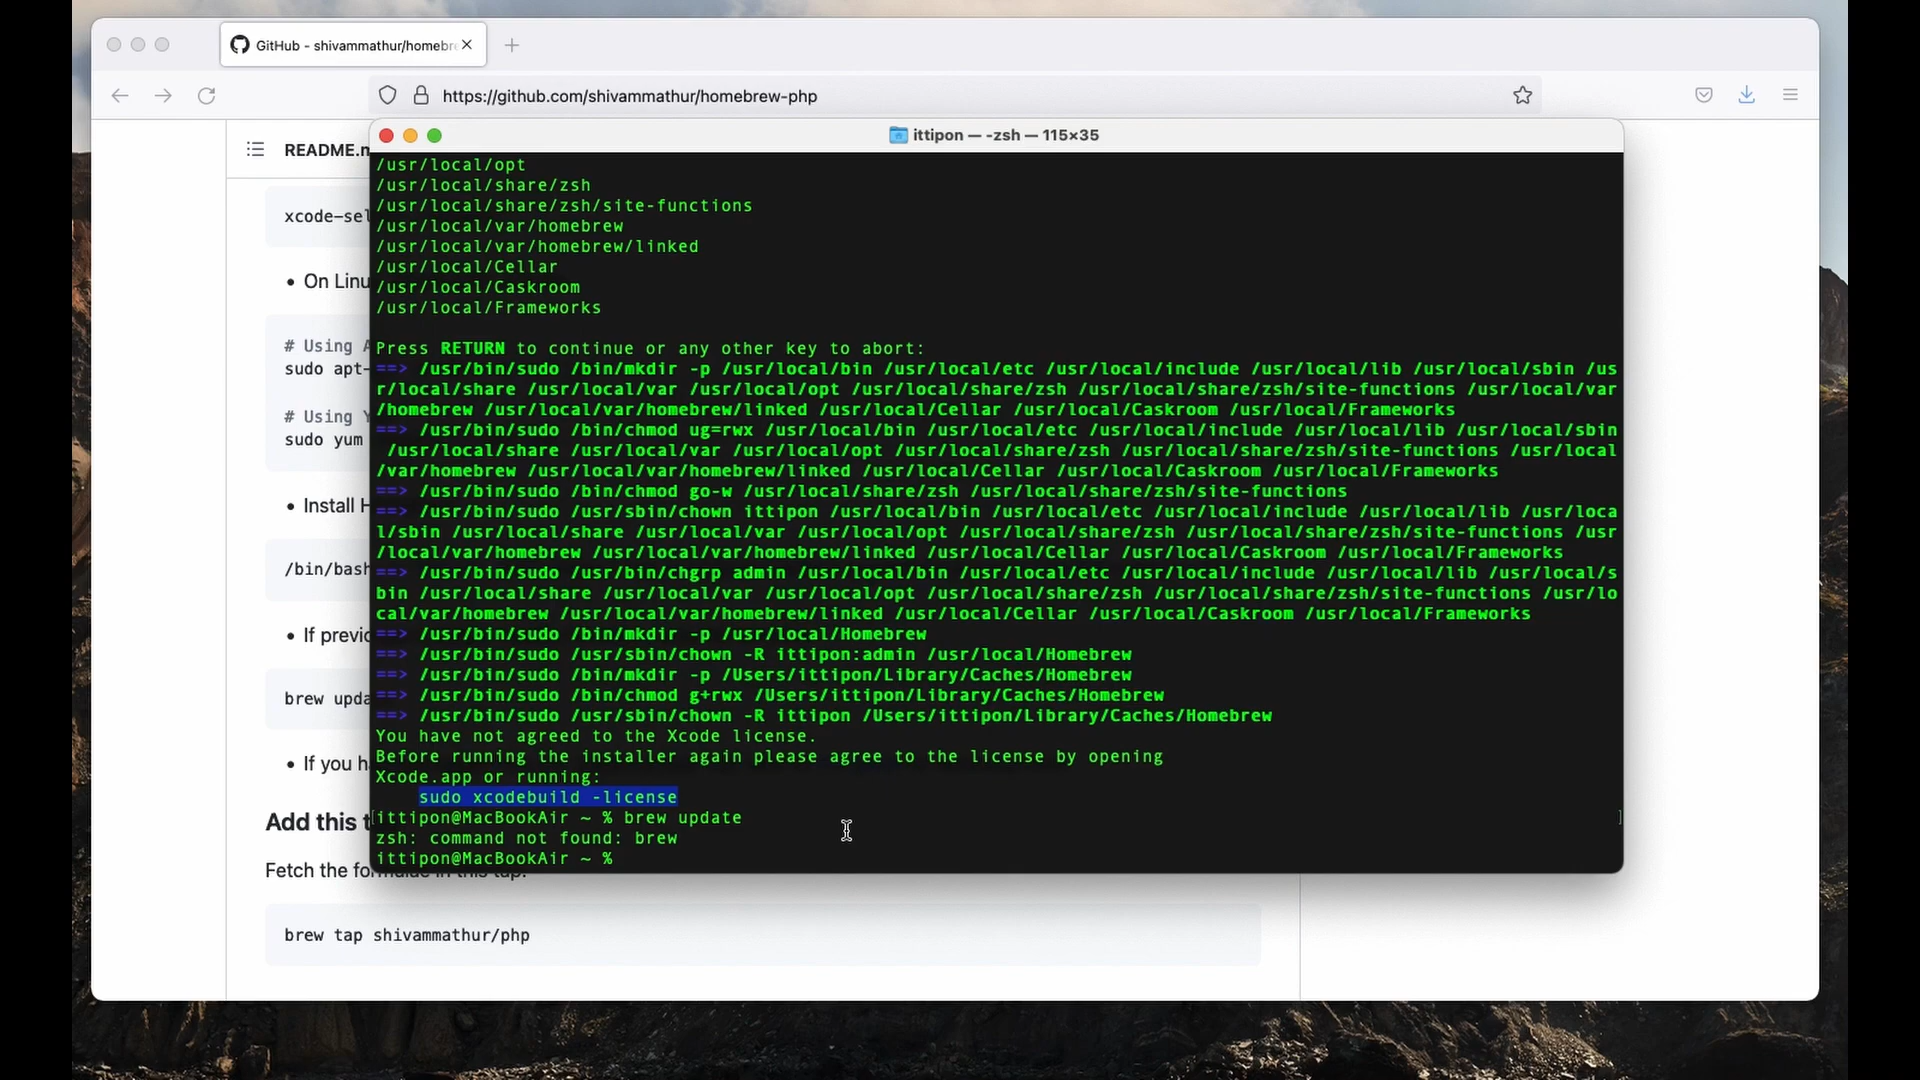 GitHub - shivammathur/homebr
https://github.com/shivammathur/homebrew-php
README.m
xcode-sel
On Linu
# Using A
sudo apt-
# Using Y
sudo yum
Install H
/bin/bash
If previo
brew upda
If you ha
Add this t
Fetch the formulae in this tap:
brew tap shivammathur/php
ittipon — -zsh — 115×35
/usr/local/opt
/usr/local/share/zsh
/usr/local/share/zsh/site-functions
/usr/local/var/homebrew
/usr/local/var/homebrew/linked
/usr/local/Cellar
/usr/local/Caskroom
/usr/local/Frameworks
Press RETURN to continue or any other key to abort:
==> /usr/bin/sudo /bin/mkdir -p /usr/local/bin /usr/local/etc /usr/local/include /usr/local/lib /usr/local/sbin /us
r/local/share /usr/local/var /usr/local/opt /usr/local/share/zsh /usr/local/share/zsh/site-functions /usr/local/var
/homebrew /usr/local/var/homebrew/linked /usr/local/Cellar /usr/local/Caskroom /usr/local/Frameworks
==> /usr/bin/sudo /bin/chmod ug=rwx /usr/local/bin /usr/local/etc /usr/local/include /usr/local/lib /usr/local/sbin
/usr/local/share /usr/local/var /usr/local/opt /usr/local/share/zsh /usr/local/share/zsh/site-functions /usr/local
/var/homebrew /usr/local/var/homebrew/linked /usr/local/Cellar /usr/local/Caskroom /usr/local/Frameworks
==> /usr/bin/sudo /bin/chmod go-w /usr/local/share/zsh /usr/local/share/zsh/site-functions
==> /usr/bin/sudo /usr/sbin/chown ittipon /usr/local/bin /usr/local/etc /usr/local/include /usr/local/lib /usr/loca
l/sbin /usr/local/share /usr/local/var /usr/local/opt /usr/local/share/zsh /usr/local/share/zsh/site-functions /usr
/local/var/homebrew /usr/local/var/homebrew/linked /usr/local/Cellar /usr/local/Caskroom /usr/local/Frameworks
==> /usr/bin/sudo /usr/bin/chgrp admin /usr/local/bin /usr/local/etc /usr/local/include /usr/local/lib /usr/local/s
bin /usr/local/share /usr/local/var /usr/local/opt /usr/local/share/zsh /usr/local/share/zsh/site-functions /usr/lo
cal/var/homebrew /usr/local/var/homebrew/linked /usr/local/Cellar /usr/local/Caskroom /usr/local/Frameworks
==> /usr/bin/sudo /bin/mkdir -p /usr/local/Homebrew
==> /usr/bin/sudo /usr/sbin/chown -R ittipon:admin /usr/local/Homebrew
==> /usr/bin/sudo /bin/mkdir -p /Users/ittipon/Library/Caches/Homebrew
==> /usr/bin/sudo /bin/chmod g+rwx /Users/ittipon/Library/Caches/Homebrew
==> /usr/bin/sudo /usr/sbin/chown -R ittipon /Users/ittipon/Library/Caches/Homebrew
You have not agreed to the Xcode license.
Before running the installer again please agree to the license by opening
Xcode.app or running:
sudo xcodebuild -license
[ittipon@MacBookAir ~ % brew update ]
zsh: command not found: brew
ittipon@MacBookAir ~ %